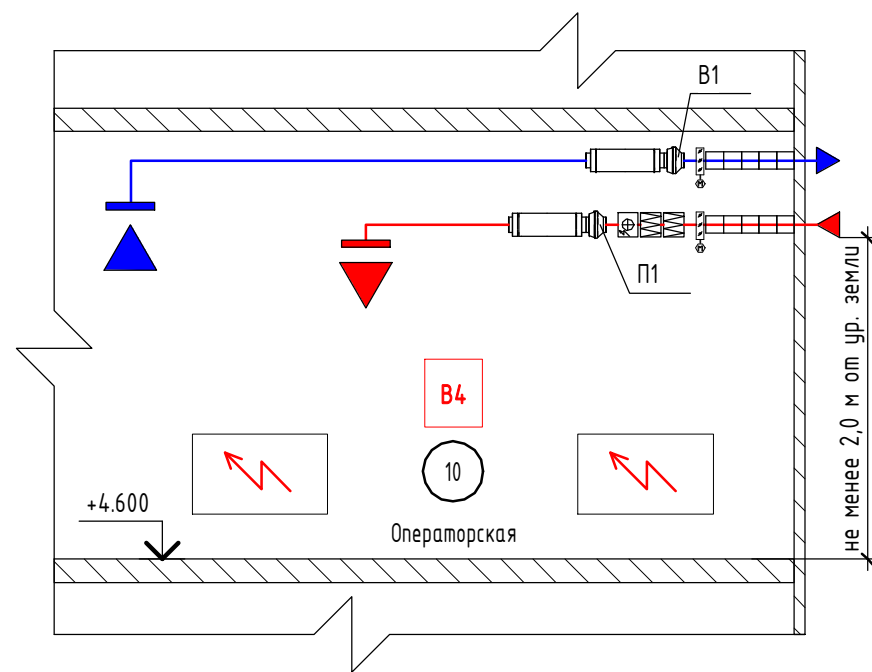 В1
П1
не менее 2,0 м от ур. земли
В4
10
+4.600
Операторская